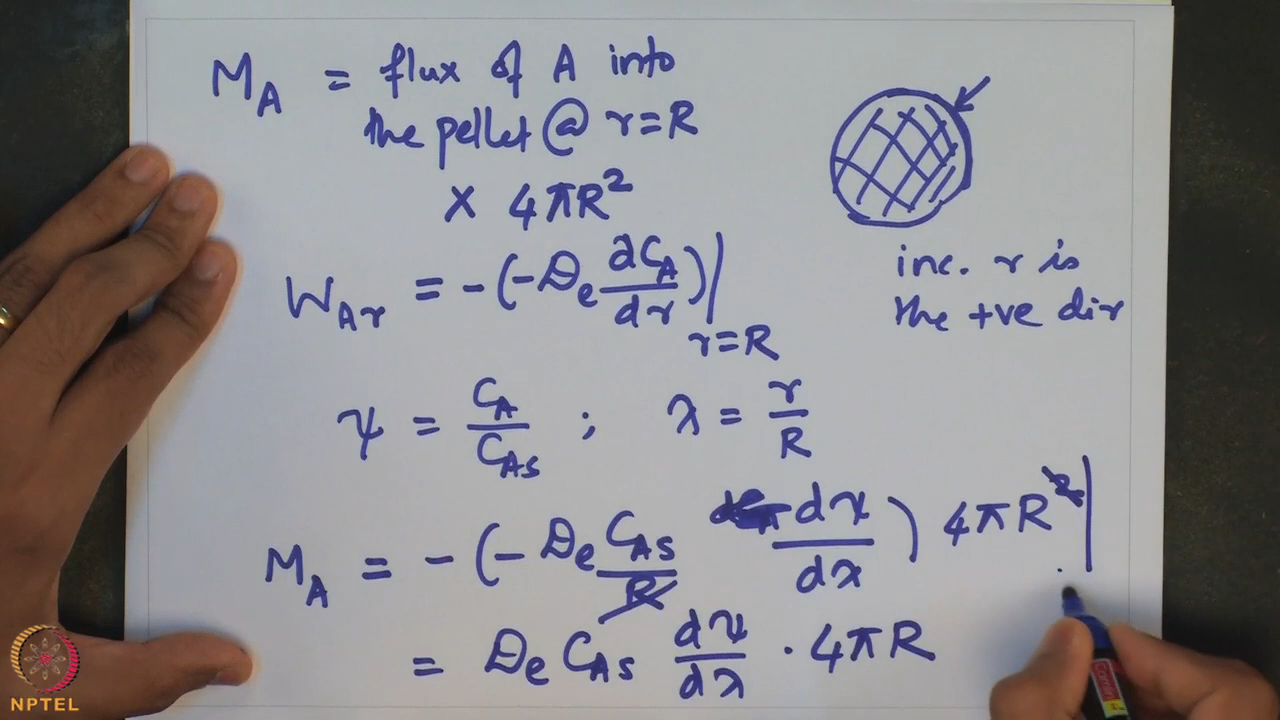 M_A = flux of A into
the pellet @ r=R
× 4πR²
W_Ar = -(-D_e dC_A/dr)|_r=R
inc. r is
the +ve dir
ψ = C_A/C_As ; λ = r/R
M_A = -(-D_e C_As/R dψ/dλ) 4πR²|
= D_e C_As dψ/dλ · 4πR
NPTEL